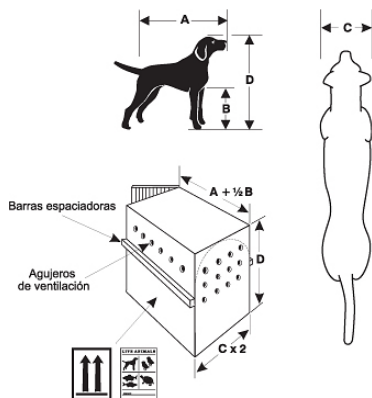 A
C
D
B
A + ½ B
Barras espaciadoras
Agujeros
de ventilación
D
C x 2
LIVE ANIMALS